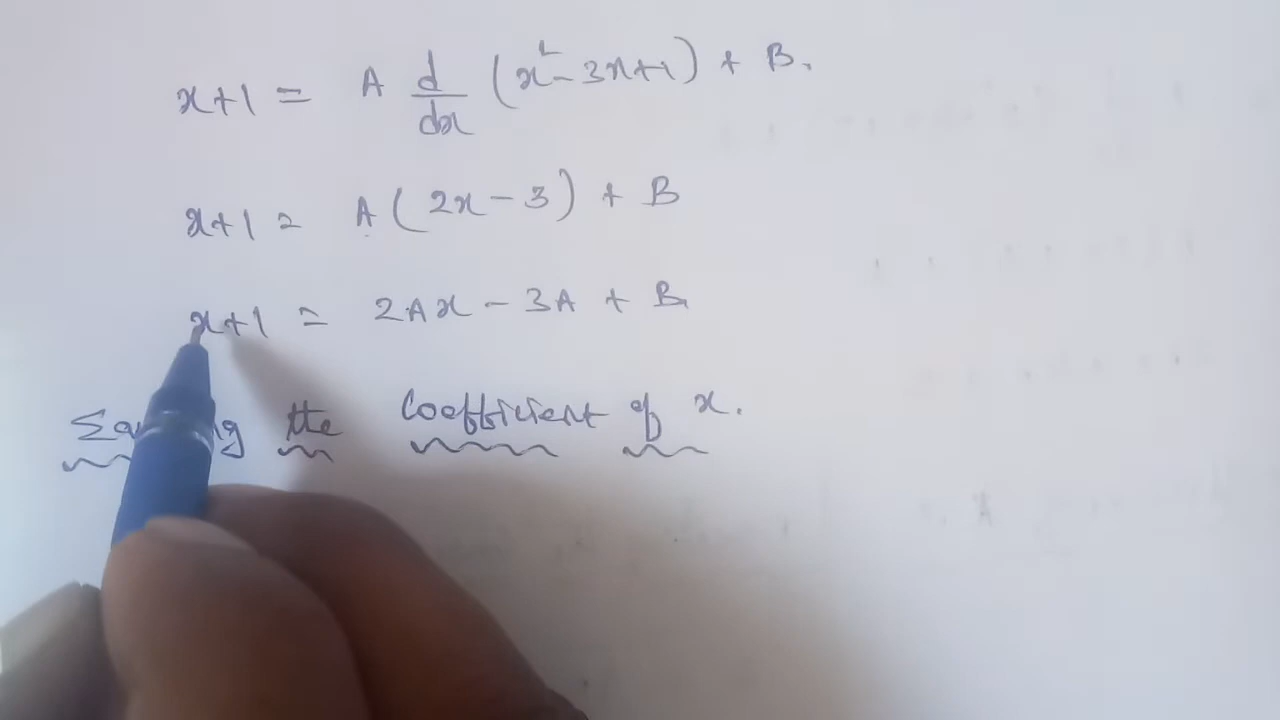 x+1 = A d/dx (x² - 3x+1) + B.
x+1 = A(2x-3) + B
x+1 = 2Ax - 3A + B
the Coefficient of x.